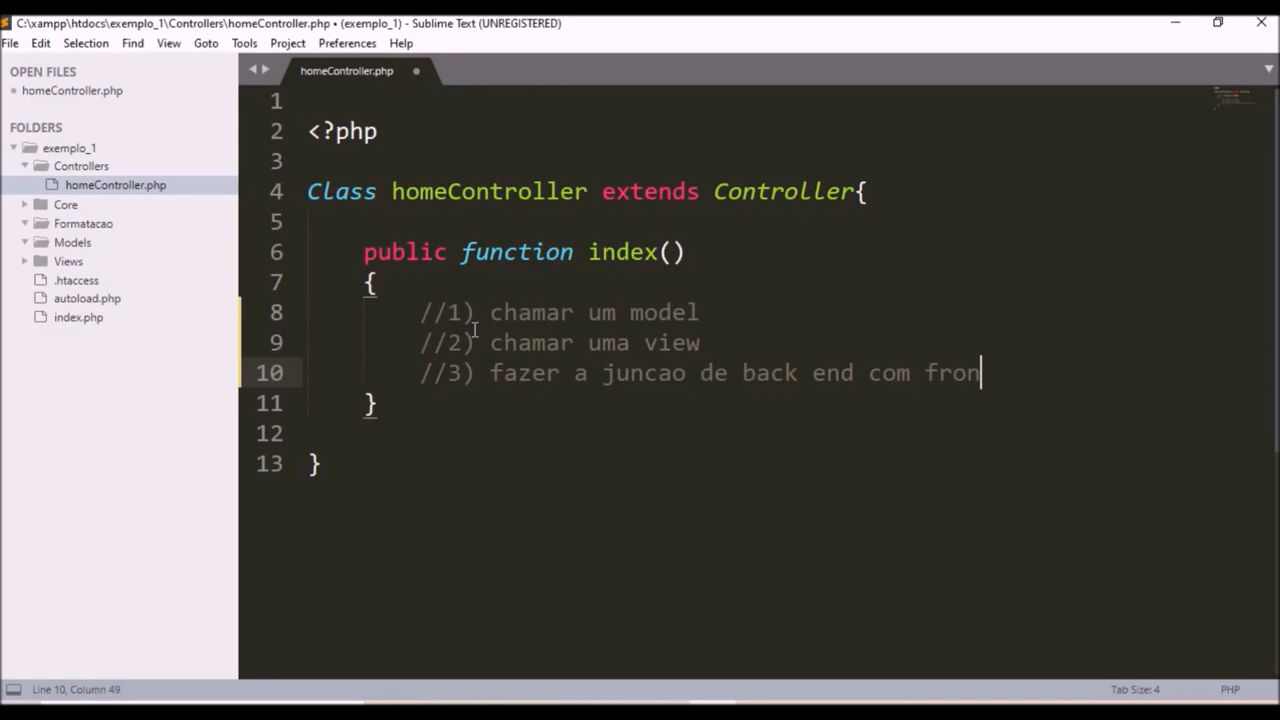 C:\xampp\htdocs\exemplo_1\Controllers\homeController.php • (exemplo_1) - Sublime Text (UNREGISTERED)
File Edit Selection Find View Goto Tools Project Preferences Help
OPEN FILES
homeController.php
FOLDERS
exemplo_1
Controllers
homeController.php
Core
Formatacao
Models
Views
.htaccess
autoload.php
index.php
homeController.php
1
2 <?php
3
4 Class homeController extends Controller{
5
6 public function index()
7 {
8 //1) chamar um model
9 //2) chamar uma view
10 //3) fazer a juncao de back end com fron
11 }
12
13 }
Line 10, Column 49
Tab Size: 4
PHP